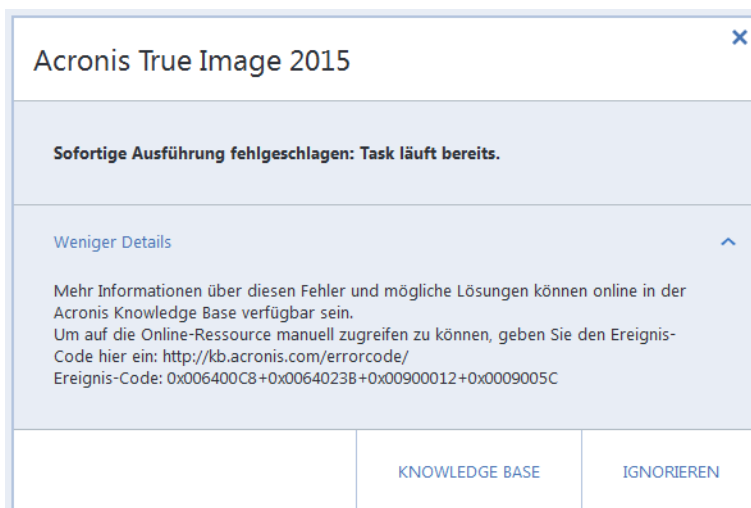 Acronis True Image 2015
Sofortige Ausführung fehlgeschlagen: Task läuft bereits.
Weniger Details
Mehr Informationen über diesen Fehler und mögliche Lösungen können online in der
Acronis Knowledge Base verfügbar sein.
Um auf die Online-Ressource manuell zugreifen zu können, geben Sie den Ereignis-
Code hier ein: http://kb.acronis.com/errorcode/
Ereignis-Code: 0x006400C8+0x0064023B+0x00900012+0x0009005C
KNOWLEDGE BASE
IGNORIEREN